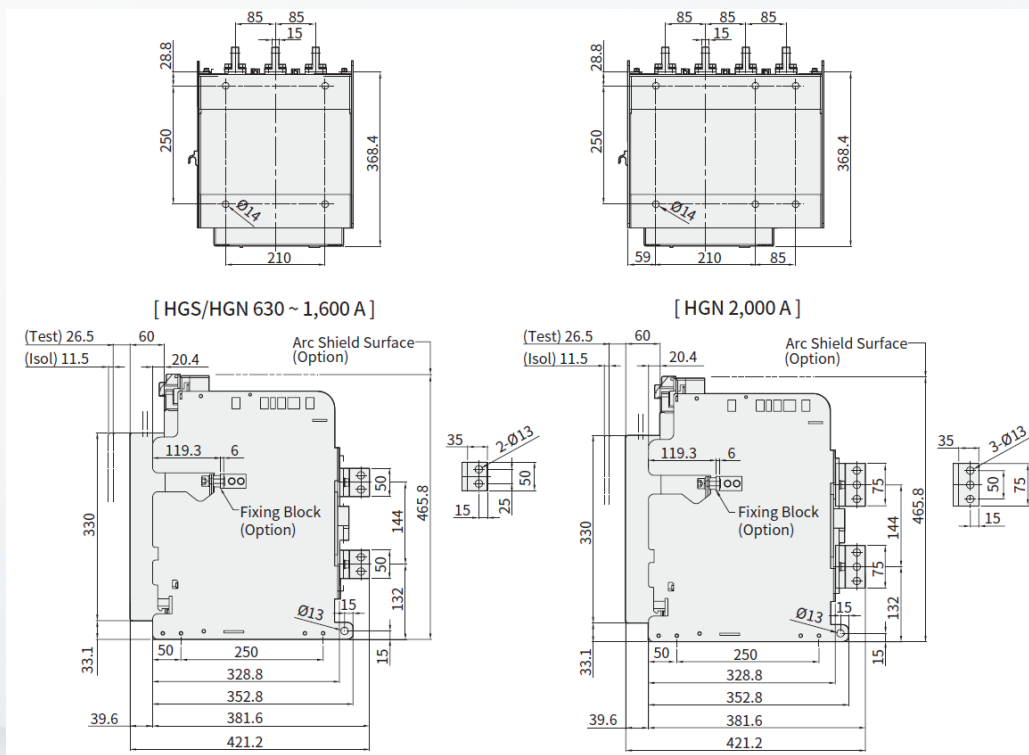 85 85
15
28.8
250
368.4
Ø14
210
85 85 85
15
28.8
250
368.4
Ø14
59 210 85
[ HGS/HGN 630 ~ 1,600 A ]
(Test) 26.5 60
(Isol) 11.5 20.4
Arc Shield Surface
(Option)
119.3 6
Fixing Block
(Option)
330
50
144
50
132
465.8
Ø13 15
15
33.1
50 250
328.8
352.8
39.6 381.6
421.2
35 2-Ø13
50
25
15
[ HGN 2,000 A ]
(Test) 26.5 60
(Isol) 11.5 20.4
Arc Shield Surface
(Option)
119.3 6
Fixing Block
(Option)
330
75
144
75
132
465.8
Ø13 15
15
33.1
50 250
328.8
352.8
39.6 381.6
421.2
35 3-Ø13
50
75
15